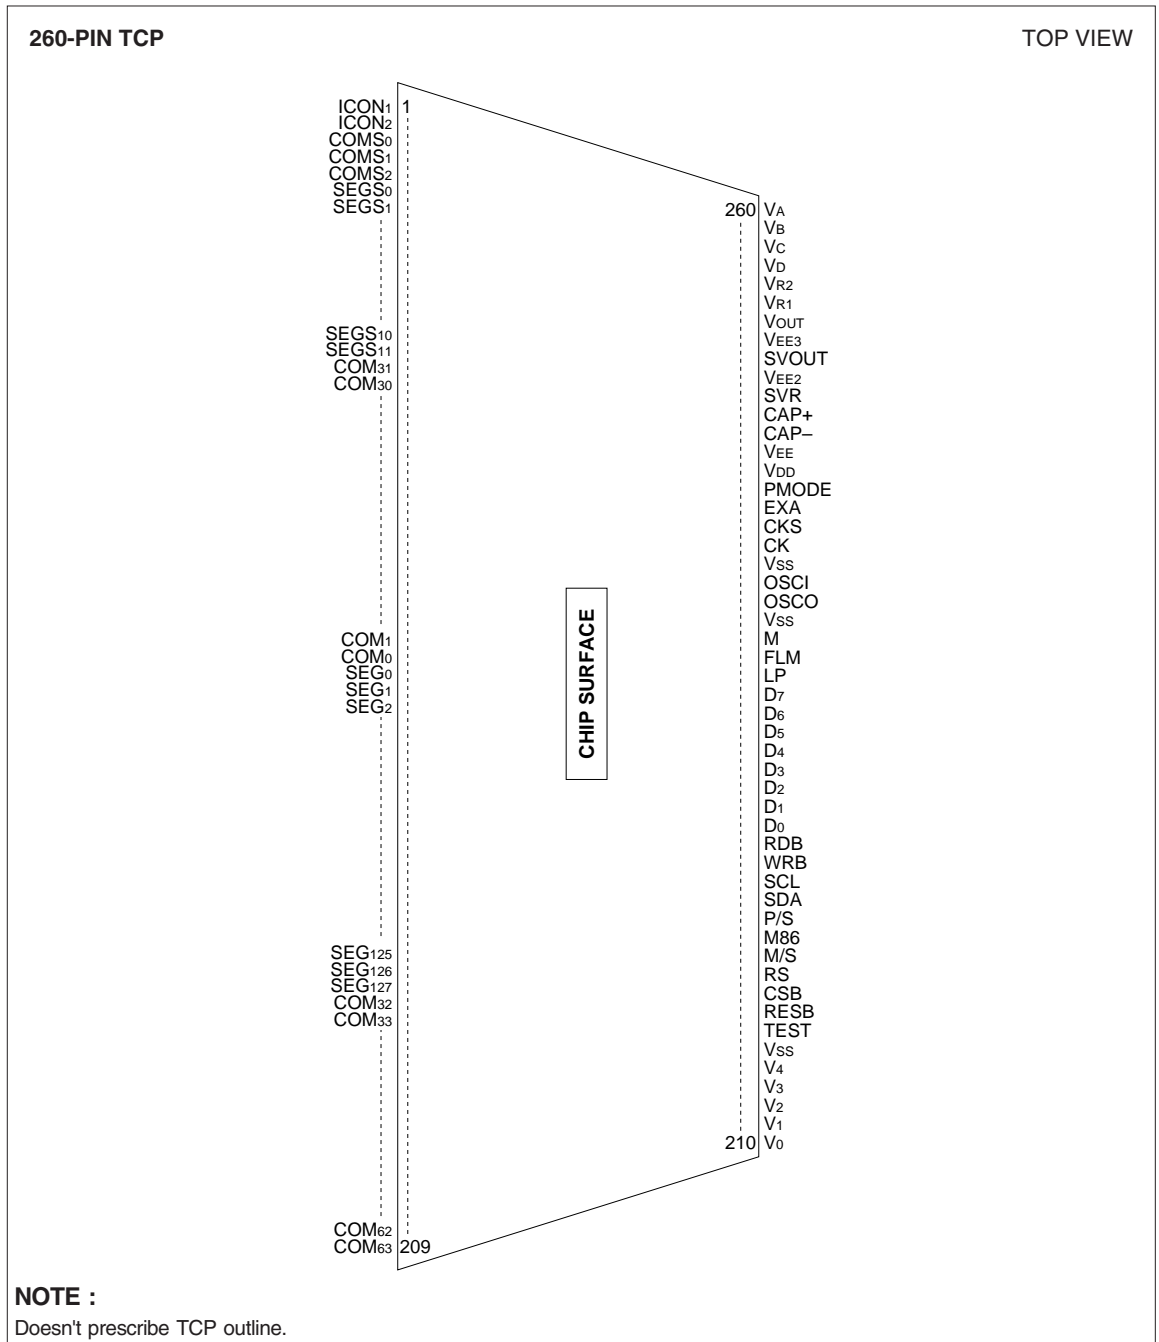 260-PIN TCP
TOP VIEW
ICON1 1
ICON2
COMS0
COMS1
COMS2
SEGS0
SEGS1
SEGS10
SEGS11
COM31
COM30
COM1
COM0
SEG0
SEG1
SEG2
SEG125
SEG126
SEG127
COM32
COM33
COM62
COM63 209
CHIP SURFACE
260 VA
VB
VC
VD
VR2
VR1
VOUT
VEE3
SVOUT
VEE2
SVR
CAP+
CAP–
VEE
VDD
PMODE
EXA
CKS
CK
VSS
OSCI
OSCO
VSS
M
FLM
LP
D7
D6
D5
D4
D3
D2
D1
D0
RDB
WRB
SCL
SDA
P/S
M86
M/S
RS
CSB
RESB
TEST
VSS
V4
V3
V2
V1
210 V0
NOTE :
Doesn't prescribe TCP outline.